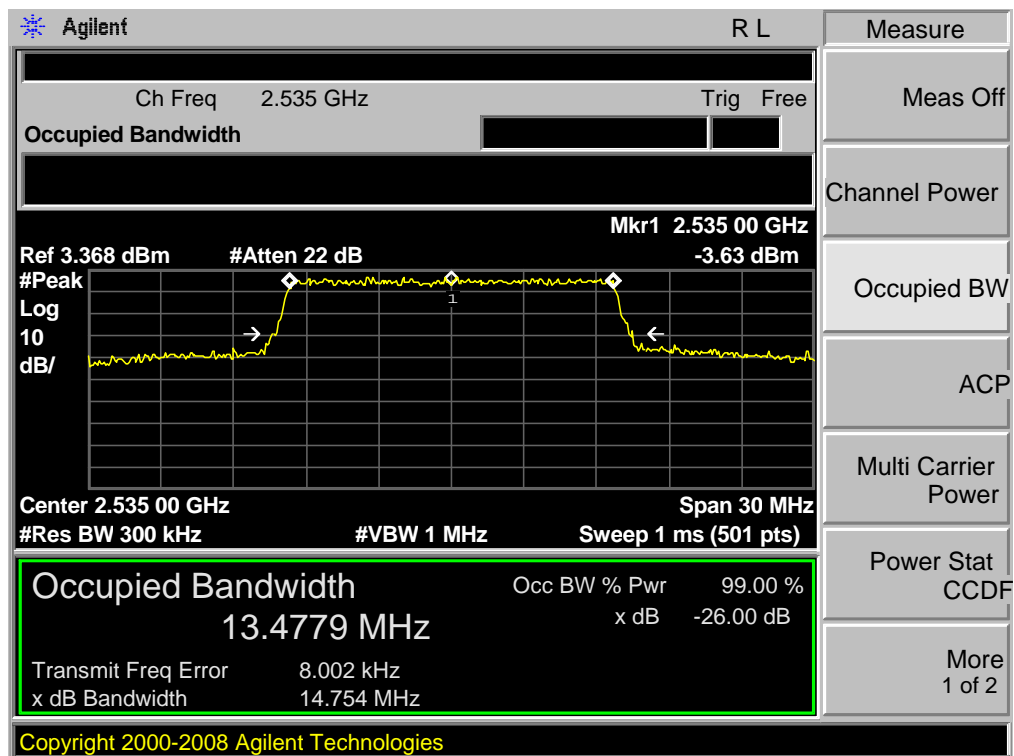 Agilent R L
Measure
Ch Freq 2.535 GHz Trig Free
Occupied Bandwidth
Meas Off
Channel Power
Occupied BW
ACP
Multi Carrier
Power
Power Stat
CCDF
More
1 of 2
Mkr1 2.535 00 GHz
Ref 3.368 dBm #Atten 22 dB -3.63 dBm
#Peak
Log
10
dB/
1
Center 2.535 00 GHz Span 30 MHz
#Res BW 300 kHz #VBW 1 MHz Sweep 1 ms (501 pts)
Occupied Bandwidth Occ BW % Pwr 99.00 %
13.4779 MHz x dB -26.00 dB
Transmit Freq Error 8.002 kHz
x dB Bandwidth 14.754 MHz
Copyright 2000-2008 Agilent Technologies